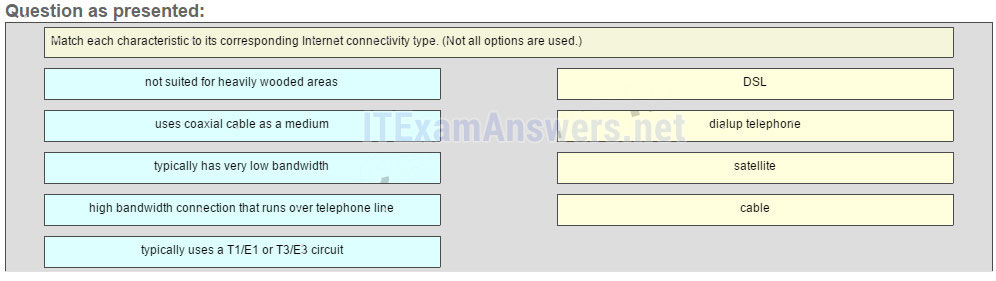 Question as presented:
Match each characteristic to its corresponding Internet connectivity type. (Not all options are used.)
not suited for heavily wooded areas
DSL
uses coaxial cable as a medium
ITExamAnswers.net
dialup telephone
typically has very low bandwidth
satellite
high bandwidth connection that runs over telephone line
cable
typically uses a T1/E1 or T3/E3 circuit